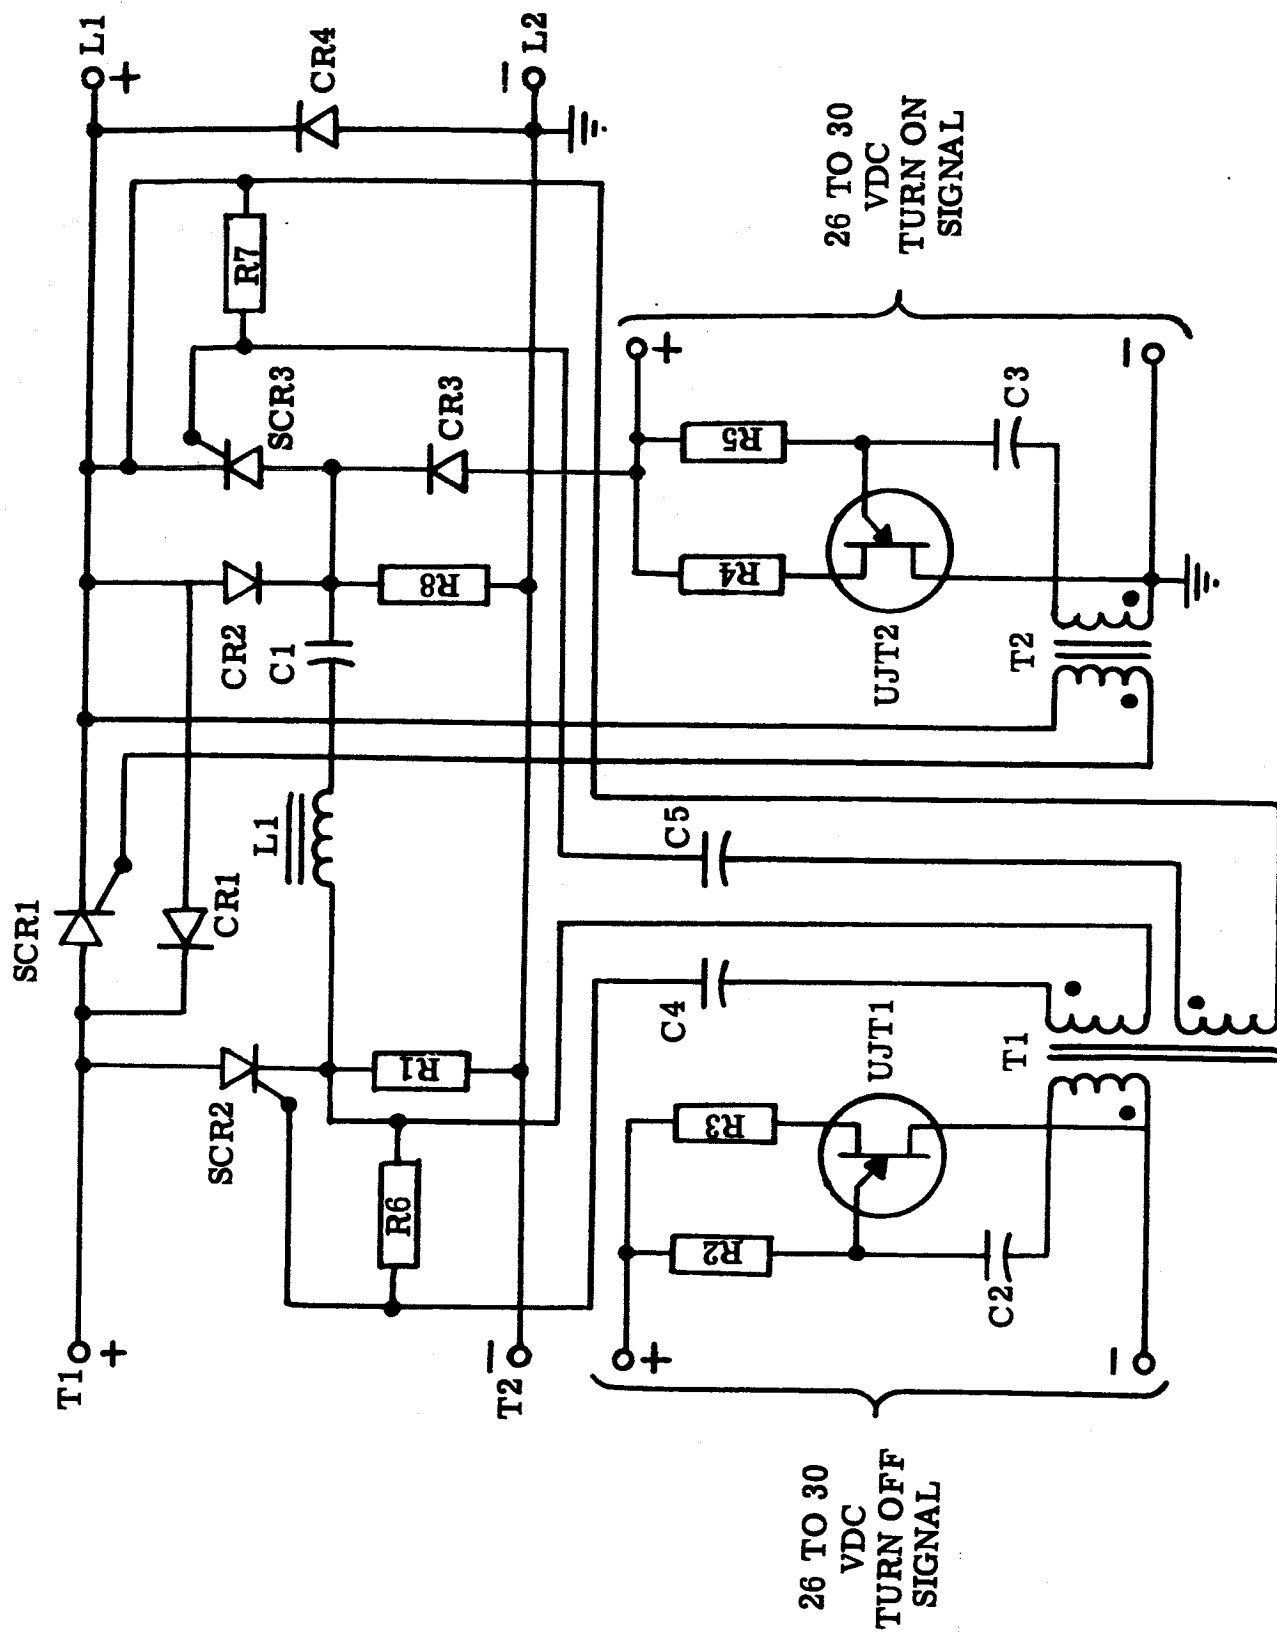 SCR1
T1
+
L1
+
SCR2
CR1
L1
CR2
C1
SCR3
R7
CR4
R6
R1
R8
CR3
T2
−
−
L2
+
C4
C5
+
R2
R3
R4
R5
UJT1
UJT2
C2
T1
T2
C3
−
−
26 TO 30
VDC
TURN OFF
SIGNAL
26 TO 30
VDC
TURN ON
SIGNAL